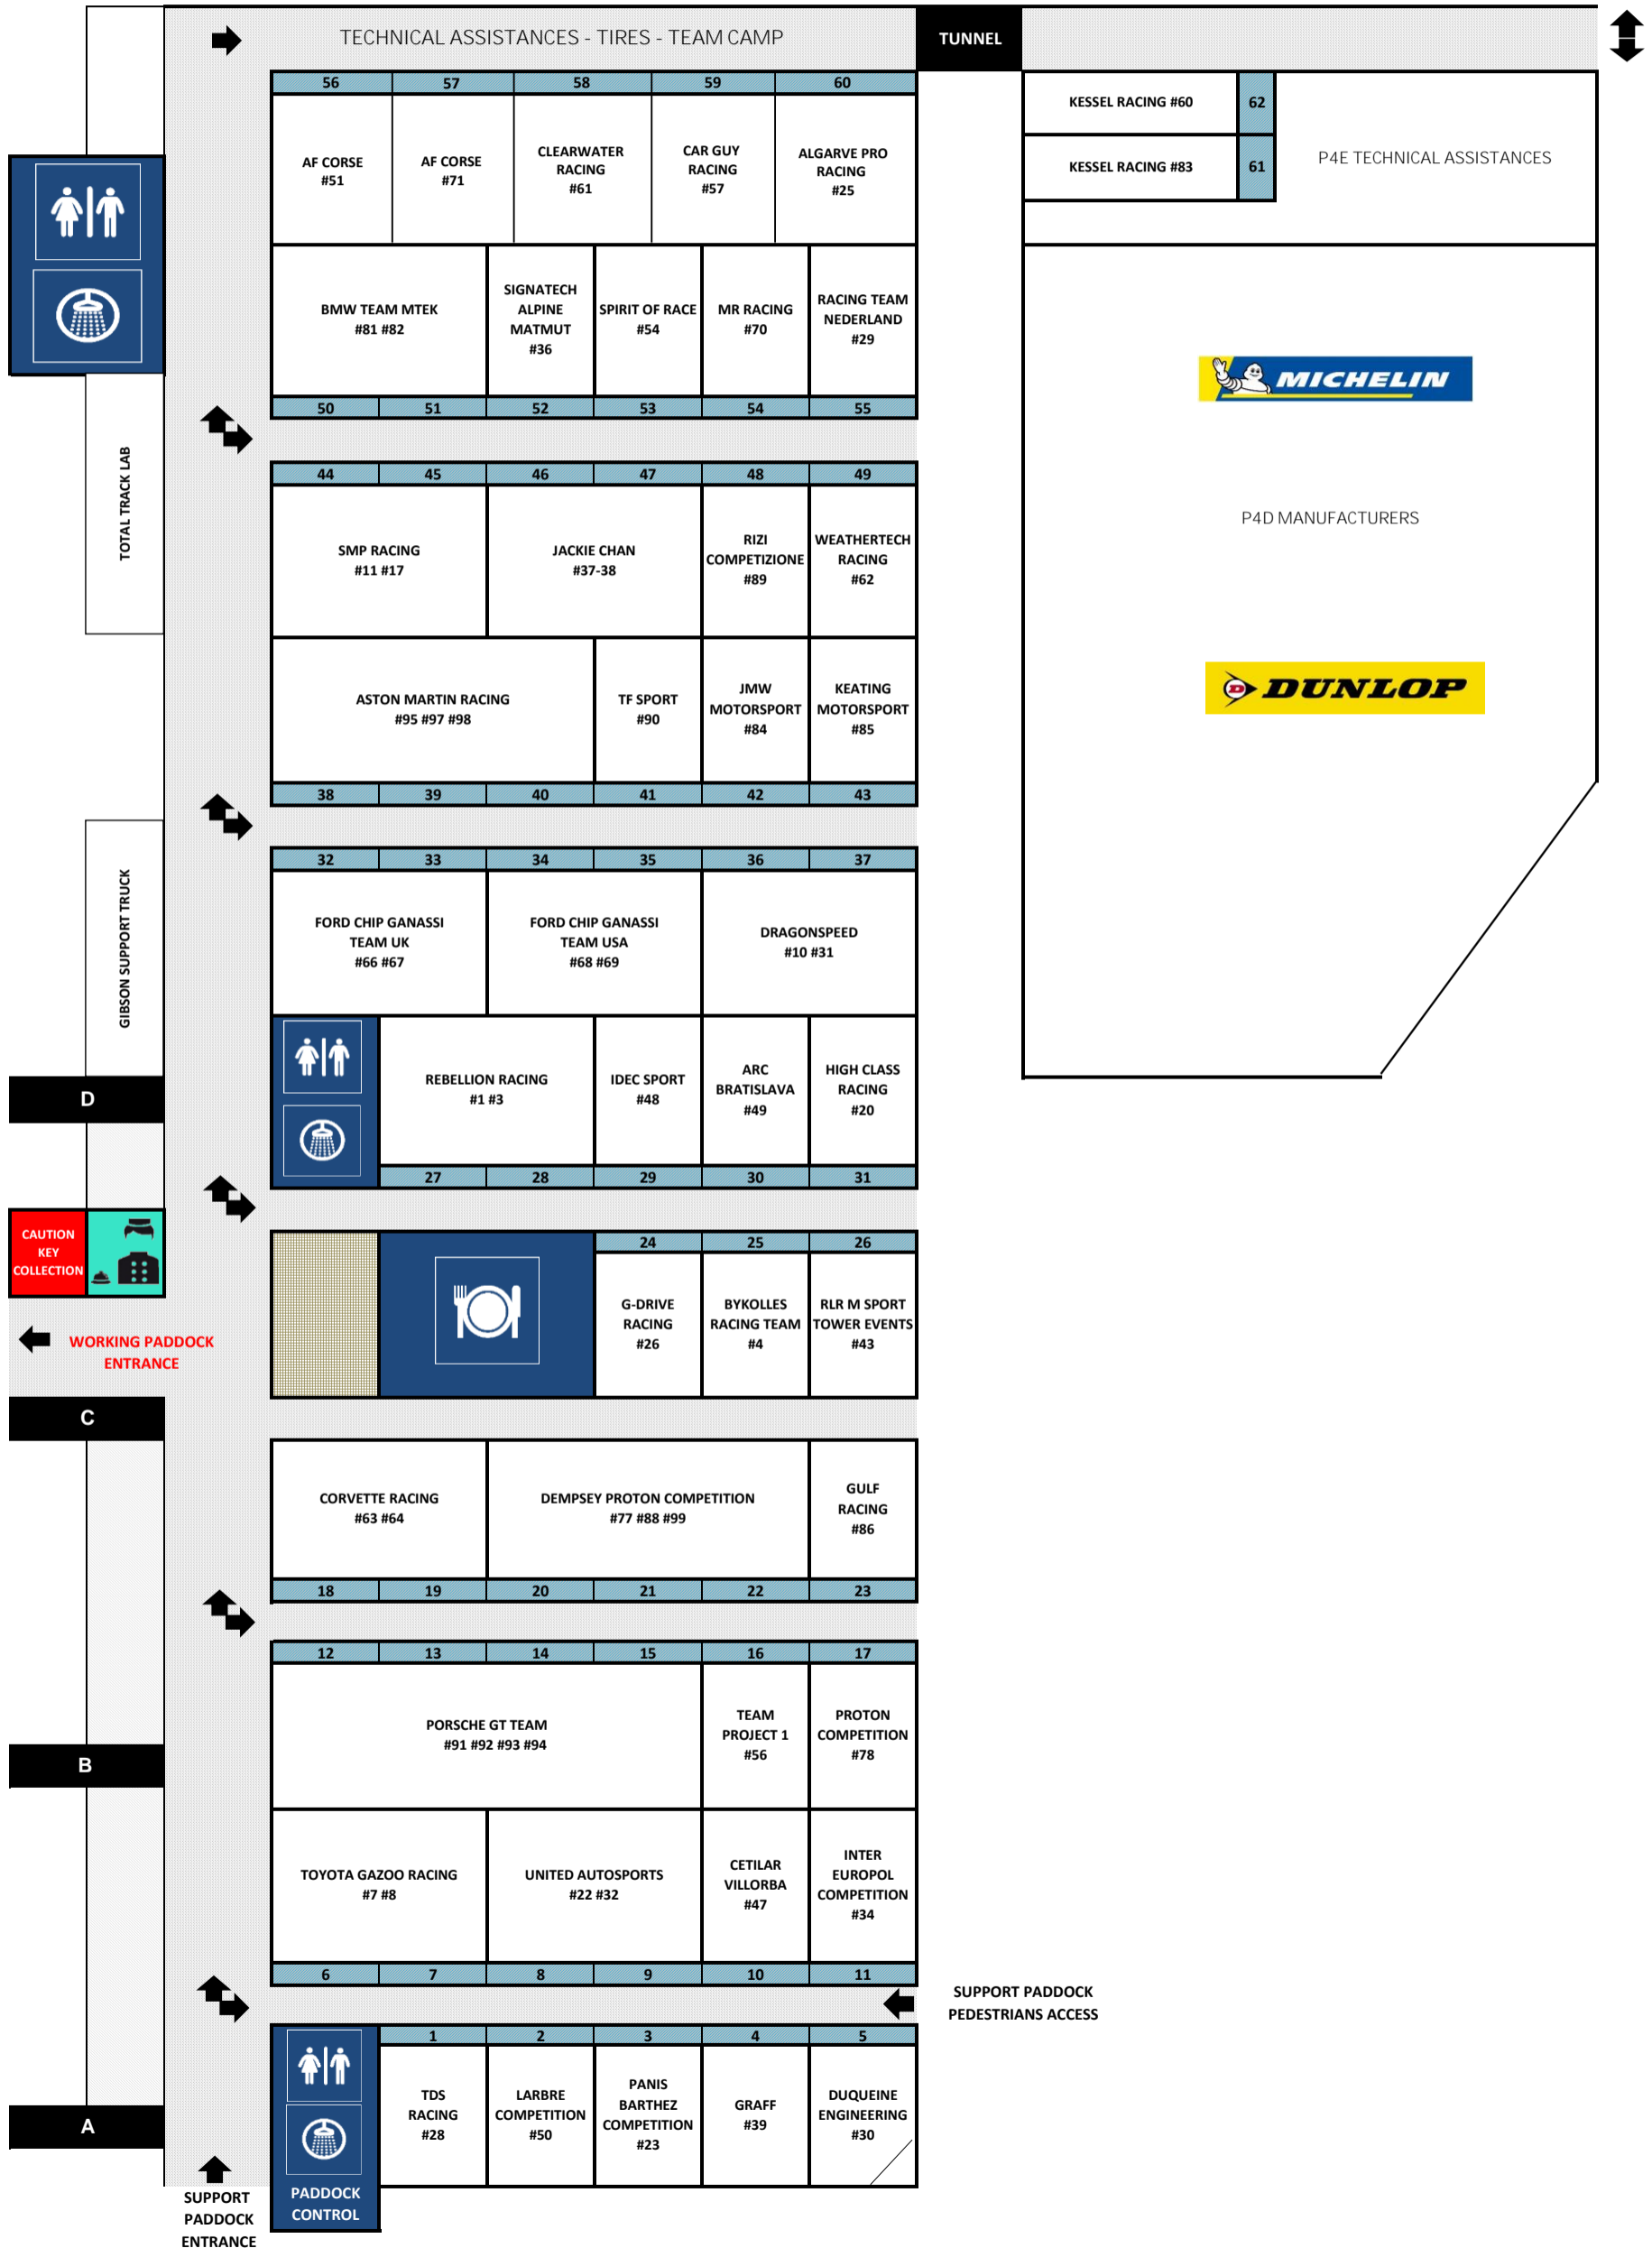 TECHNICAL ASSISTANCES - TIRES - TEAM CAMP
TUNNEL
56 57 58 59 60
AF CORSE
#51
AF CORSE
#71
CLEARWATER
RACING
#61
CAR GUY
RACING
#57
ALGARVE PRO
RACING
#25
KESSEL RACING #60
62
KESSEL RACING #83
61
P4E TECHNICAL ASSISTANCES
BMW TEAM MTEK
#81 #82
SIGNATECH
ALPINE
MATMUT
#36
SPIRIT OF RACE
#54
MR RACING
#70
RACING TEAM
NEDERLAND
#29
50 51 52 53 54 55
MICHELIN
P4D MANUFACTURERS
DUNLOP
D
TOTAL TRACK LAB
44 45 46 47 48 49
SMP RACING
#11 #17
JACKIE CHAN
#37-38
RIZI
COMPETIZIONE
#89
WEATHERTECH
RACING
#62
ASTON MARTIN RACING
#95 #97 #98
TF SPORT
#90
JMW
MOTORSPORT
#84
KEATING
MOTORSPORT
#85
38 39 40 41 42 43
GIBSON SUPPORT TRUCK
32 33 34 35 36 37
FORD CHIP GANASSI
TEAM UK
#66 #67
FORD CHIP GANASSI
TEAM USA
#68 #69
DRAGONSPEED
#10 #31
REBELLION RACING
#1 #3
IDEC SPORT
#48
ARC
BRATISLAVA
#49
HIGH CLASS
RACING
#20
27 28 29 30 31
D
CAUTION
KEY
COLLECTION
WORKING PADDOCK
ENTRANCE
24 25 26
G-DRIVE
RACING
#26
BYKOLLES
RACING TEAM
#4
RLR M SPORT
TOWER EVENTS
#43
C
CORVETTE RACING
#63 #64
DEMPSEY PROTON COMPETITION
#77 #88 #99
GULF
RACING
#86
18 19 20 21 22 23
12 13 14 15 16 17
PORSCHE GT TEAM
#91 #92 #93 #94
TEAM
PROJECT 1
#56
PROTON
COMPETITION
#78
B
TOYOTA GAZOO RACING
#7 #8
UNITED AUTOSPORTS
#22 #32
CETILAR
VILLORBA
#47
INTER
EUROPOL
COMPETITION
#34
6 7 8 9 10 11
SUPPORT PADDOCK
PEDESTRIANS ACCESS
1 2 3 4 5
TDS
RACING
#28
LARBRE
COMPETITION
#50
PANIS
BARTHEZ
COMPETITION
#23
GRAFF
#39
DUQUEINE
ENGINEERING
#30
A
PADDOCK
CONTROL
SUPPORT
PADDOCK
ENTRANCE